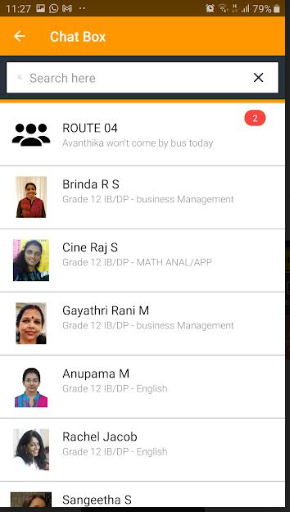 11:27
79%
Chat Box
Search here
ROUTE 04
2
Avanthika won't come by bus today
Brinda R S
Grade 12 IB/DP - business Management
Cine Raj S
Grade 12 IB/DP - MATH ANAL/APP
Gayathri Rani M
Grade 12 IB/DP - business Management
Anupama M
Grade 12 IB/DP - English
Rachel Jacob
Grade 12 IB/DP - English
Sangeetha S